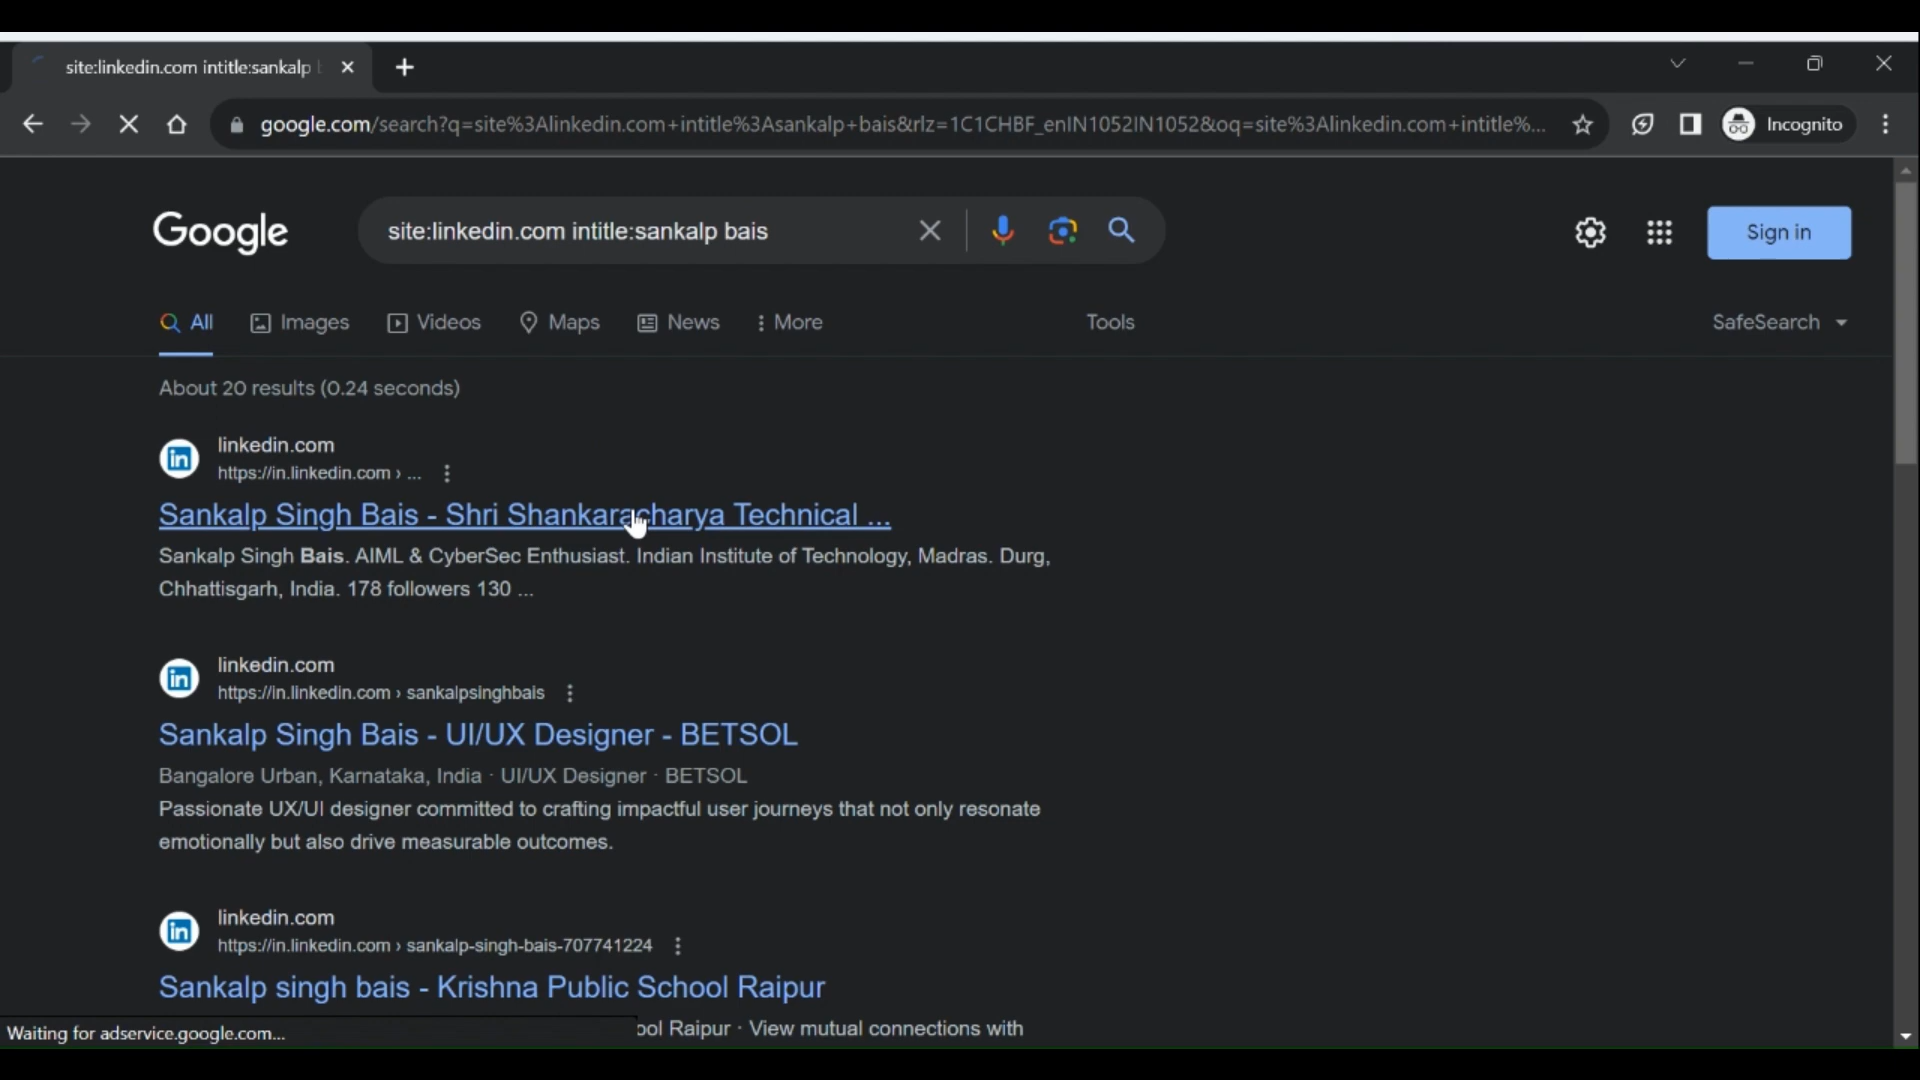 site:linkedin.com intitle:sankalp
google.com/search?q=site%3Alinkedin.com+intitle%3Asankalp+bais&rlz=1C1CHBF_enIN1052IN1052&oq=site%3Alinkedin.com+intitle%...
Incognito
Google
site:linkedin.com intitle:sankalp bais
Sign in
All Images Videos Maps News More Tools SafeSearch
About 20 results (0.24 seconds)
in linkedin.com
https://in.linkedin.com › ...
Sankalp Singh Bais - Shri Shankaracharya Technical ...
Sankalp Singh Bais. AIML & CyberSec Enthusiast. Indian Institute of Technology, Madras. Durg,
Chhattisgarh, India. 178 followers 130 ...
in linkedin.com
https://in.linkedin.com › sankalpsinghbais
Sankalp Singh Bais - UI/UX Designer - BETSOL
Bangalore Urban, Karnataka, India · UI/UX Designer · BETSOL
Passionate UX/UI designer committed to crafting impactful user journeys that not only resonate
emotionally but also drive measurable outcomes.
in linkedin.com
https://in.linkedin.com › sankalp-singh-bais-707741224
Sankalp singh bais - Krishna Public School Raipur
ool Raipur · View mutual connections with
Waiting for adservice.google.com...